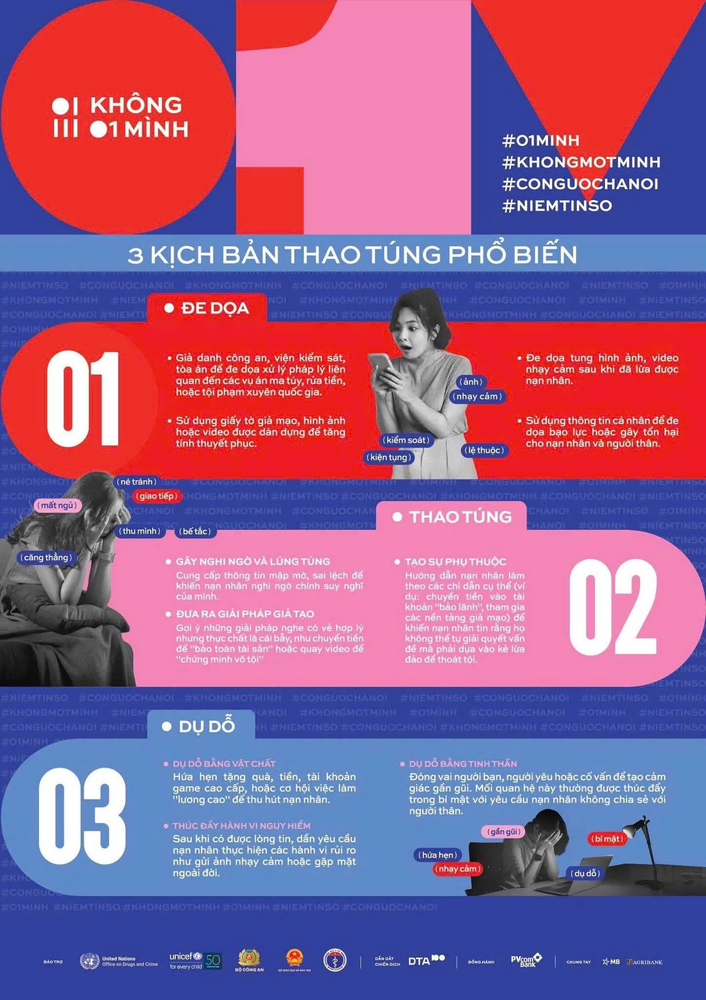 KHÔNG
01 MÌNH
#O1MINH
#KHONGMOTMINH
#CONGUOCHANOI
#NIEMTINSO
3 KỊCH BẢN THAO TÚNG PHỔ BIẾN
ĐE DỌA
01
• Giả danh công an, viện kiểm sát,
tòa án để đe dọa xử lý pháp lý liên
quan đến các vụ án ma túy, rửa tiền,
hoặc tội phạm xuyên quốc gia.
• Sử dụng giấy tờ giả mạo, hình ảnh
hoặc video được dàn dựng để tăng
tính thuyết phục.
(ảnh)
(nhạy cảm)
(kiểm soát)
(kiện tụng)
(lệ thuộc)
• Đe dọa tung hình ảnh, video
nhạy cảm sau khi đã lừa được
nạn nhân.
• Sử dụng thông tin cá nhân để đe
dọa bạo lực hoặc gây tổn hại
cho nạn nhân và người thân.
(né tránh)
(giao tiếp)
(mất ngủ)
(thu mình)
(bế tắc)
(căng thẳng)
THAO TÚNG
02
• GÂY NGHI NGỜ VÀ LÚNG TÚNG
Cung cấp thông tin mập mờ, sai lệch để
khiến nạn nhân nghi ngờ chính suy nghĩ
của mình.
• ĐƯA RA GIẢI PHÁP GIẢ TẠO
Gợi ý những giải pháp nghe có vẻ hợp lý
nhưng thực chất là cái bẫy, như chuyển tiền
để "bảo toàn tài sản" hoặc quay video để
"chứng minh vô tội"
• TẠO SỰ PHỤ THUỘC
Hướng dẫn nạn nhân làm
theo các chỉ dẫn cụ thể (ví
dụ: chuyển tiền vào tài
khoản "bảo lãnh", tham gia
các nền tảng giả mạo) để
khiến nạn nhân tin rằng họ
không thể tự giải quyết vấn
đề mà phải dựa vào kẻ lừa
đảo để thoát tội.
DỤ DỖ
03
• DỤ DỖ BẰNG VẬT CHẤT
Hứa hẹn tặng quà, tiền, tài khoản
game cao cấp, hoặc cơ hội việc làm
"lương cao" để thu hút nạn nhân.
• THÚC ĐẨY HÀNH VI NGUY HIỂM
Sau khi có được lòng tin, dần yêu cầu
nạn nhân thực hiện các hành vi rủi ro
như gửi ảnh nhạy cảm hoặc gặp mặt
ngoài đời.
• DỤ DỖ BẰNG TINH THẦN
Đóng vai người bạn, người yêu hoặc cố vấn để tạo cảm
giác gần gũi. Mối quan hệ này thường được thúc đẩy
trong bí mật với yêu cầu nạn nhân không chia sẻ với
người thân.
(gần gũi)
(bí mật)
(hứa hẹn)
(nhạy cảm)
(dụ dỗ)
#O1MINH #NIEMTINSO #KHONGMOTMINH #O1MINH #NIEMTINSO #CONGUOCHANOI
BẢO TRỢ
United Nations
Office on Drugs and Crime
unicef
for every child
50
BỘ CÔNG AN
BỘ GIÁO DỤC VÀ ĐÀO TẠO
BỘ Y TẾ
DẪN DẮT
CHIẾN DỊCH
DTA
ĐỒNG HÀNH
PVcom
Bank
CHUNG TAY
MB
AGRIBANK